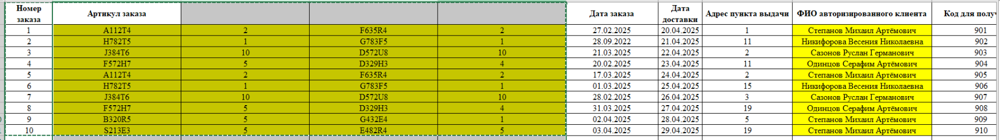 Номер заказа Артикул заказа Дата заказа Дата доставки Адрес пункта выдачи ФИО авторизированного клиента Код для получ
1 A112T4 2 F635R4 2 27.02.2025 20.04.2025 1 Степанов Михаил Артёмович 901
2 H782T5 1 G783F5 1 28.09.2022 21.04.2025 11 Никифорова Весения Николаевна 902
3 J384T6 10 D572U8 10 21.03.2025 22.04.2025 2 Сазонов Руслан Германович 903
4 F572H7 5 D329H3 4 20.02.2025 23.04.2025 11 Одинцов Серафим Артёмович 904
5 A112T4 2 F635R4 2 17.03.2025 24.04.2025 2 Степанов Михаил Артёмович 905
6 H782T5 1 G783F5 1 01.03.2025 25.04.2025 15 Никифорова Весения Николаевна 906
7 J384T6 10 D572U8 10 28.02.2025 26.04.2025 3 Сазонов Руслан Германович 907
8 F572H7 5 D329H3 4 31.03.2025 27.04.2025 19 Одинцов Серафим Артёмович 908
9 B320R5 5 G432E4 1 02.04.2025 28.04.2025 5 Степанов Михаил Артёмович 909
10 S213E3 5 E482R4 5 03.04.2025 29.04.2025 19 Степанов Михаил Артёмович 910